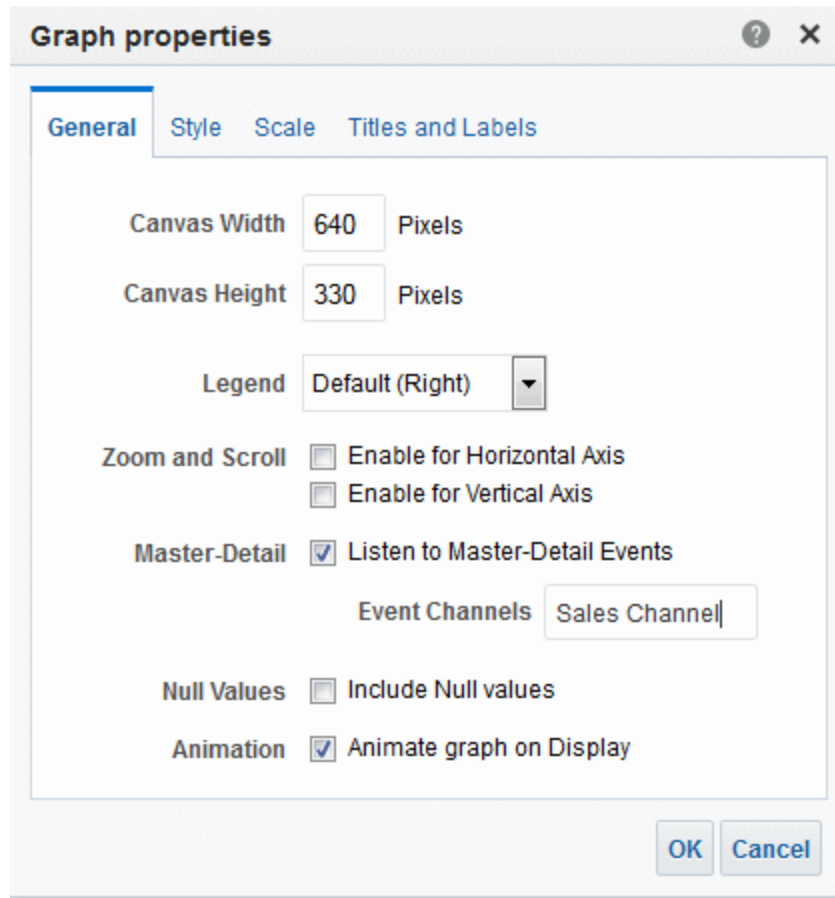 Graph properties
General Style Scale Titles and Labels
Canvas Width 640 Pixels
Canvas Height 330 Pixels
Legend Default (Right)
Zoom and Scroll Enable for Horizontal Axis
Enable for Vertical Axis
Master-Detail Listen to Master-Detail Events
Event Channels Sales Channel
Null Values Include Null values
Animation Animate graph on Display
OK Cancel